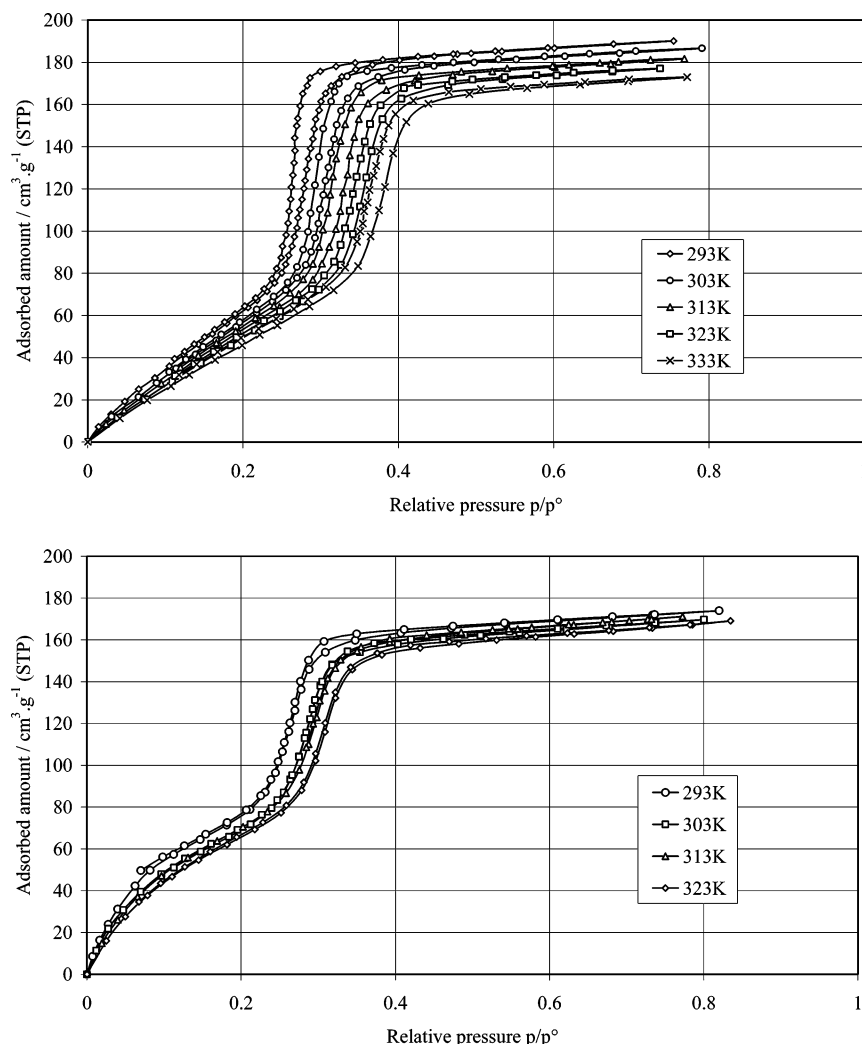 200
180
160
140
120
100
80
60
40
20
0
Adsorbed amount / cm³.g⁻¹ (STP)
0 0.2 0.4 0.6 0.8
Relative pressure p/p°
293K
303K
313K
323K
333K
200
180
160
140
120
100
80
60
40
20
0
Adsorbed amount / cm³.g⁻¹ (STP)
0 0.2 0.4 0.6 0.8 1
Relative pressure p/p°
293K
303K
313K
323K